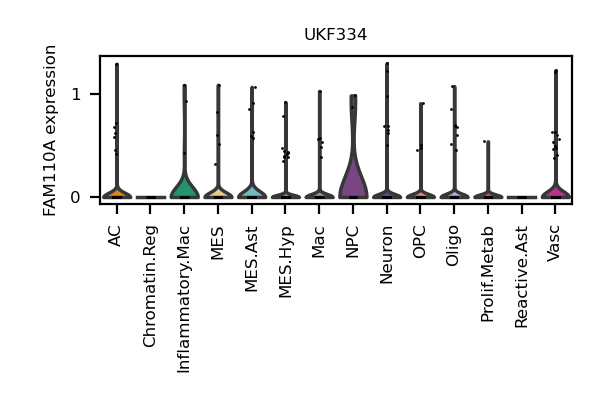 UKF334
FAM110A expression
1
0
AC
Chromatin.Reg
Inflammatory.Mac
MES
MES.Ast
MES.Hyp
Mac
NPC
Neuron
OPC
Oligo
Prolif.Metab
Reactive.Ast
Vasc